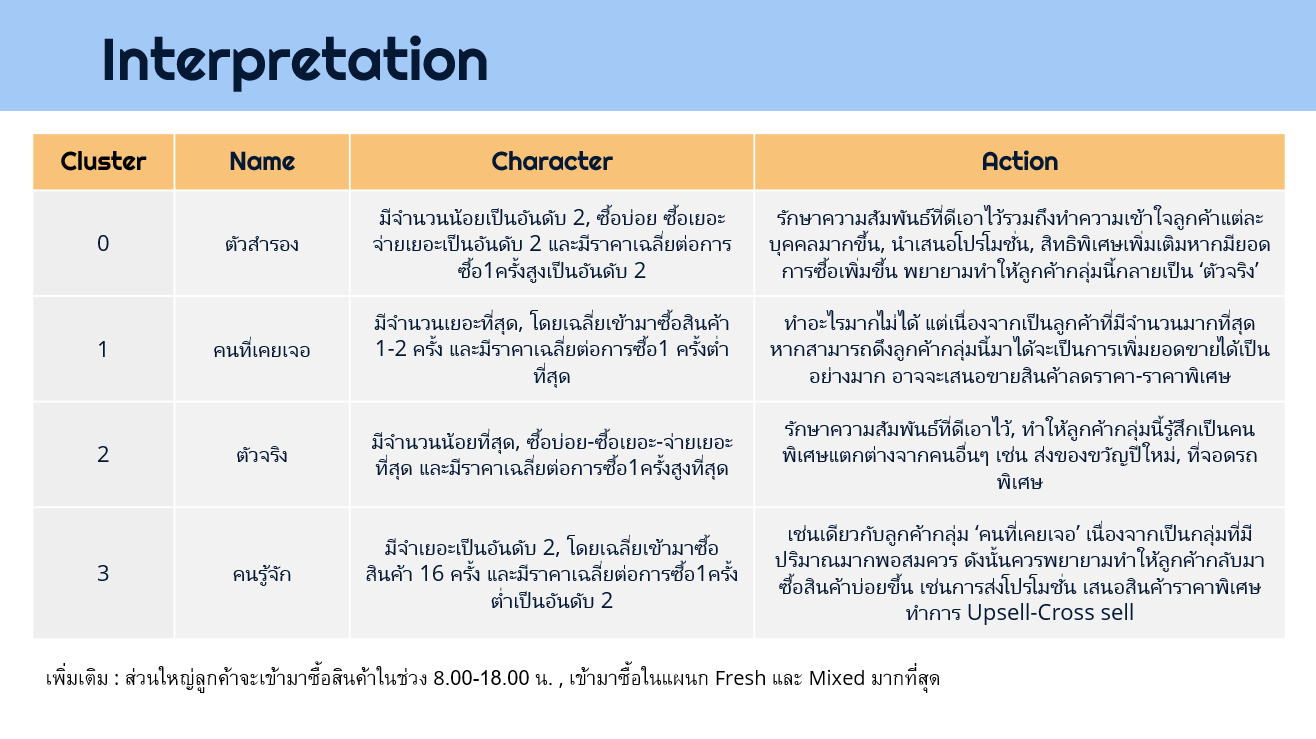 Interpretation
Cluster
Name
Character
Action
0
ตัวสำรอง
มีจำนวนน้อยเป็นอันดับ 2, ซื้อบ่อย ซื้อเยอะ
จ่ายเยอะเป็นอันดับ 2 และมีราคาเฉลี่ยต่อการ
ซื้อ1ครั้งสูงเป็นอันดับ 2
รักษาความสัมพันธ์ที่ดีเอาไว้รวมถึงทำความเข้าใจลูกค้าแต่ละ
บุคคลมากขึ้น, นำเสนอโปรโมชั่น, สิทธิพิเศษเพิ่มเติมหากมียอด
การซื้อเพิ่มขึ้น พยายามทำให้ลูกค้ากลุ่มนี้กลายเป็น ‘ตัวจริง’
1
คนที่เคยเจอ
มีจำนวนเยอะที่สุด, โดยเฉลี่ยเข้ามาซื้อสินค้า
1-2 ครั้ง และมีราคาเฉลี่ยต่อการซื้อ1 ครั้งต่ำ
ที่สุด
ทำอะไรมากไม่ได้ แต่เนื่องจากเป็นลูกค้าที่มีจำนวนมากที่สุด
หากสามารถดึงลูกค้ากลุ่มนี้มาได้จะเป็นการเพิ่มยอดขายได้เป็น
อย่างมาก อาจจะเสนอขายสินค้าลดราคา-ราคาพิเศษ
2
ตัวจริง
มีจำนวนน้อยที่สุด, ซื้อบ่อย-ซื้อเยอะ-จ่ายเยอะ
ที่สุด และมีราคาเฉลี่ยต่อการซื้อ1ครั้งสูงที่สุด
รักษาความสัมพันธ์ที่ดีเอาไว้, ทำให้ลูกค้ากลุ่มนี้รู้สึกเป็นคน
พิเศษแตกต่างจากคนอื่นๆ เช่น ส่งของขวัญปีใหม่, ที่จอดรถ
พิเศษ
3
คนรู้จัก
มีจำเยอะเป็นอันดับ 2, โดยเฉลี่ยเข้ามาซื้อ
สินค้า 16 ครั้ง และมีราคาเฉลี่ยต่อการซื้อ1ครั้ง
ต่ำเป็นอันดับ 2
เช่นเดียวกับลูกค้ากลุ่ม ‘คนที่เคยเจอ’ เนื่องจากเป็นกลุ่มที่มี
ปริมาณมากพอสมควร ดังนั้นควรพยายามทำให้ลูกค้ากลับมา
ซื้อสินค้าบ่อยขึ้น เช่นการส่งโปรโมชั่น เสนอสินค้าราคาพิเศษ
ทำการ Upsell-Cross sell
เพิ่มเติม : ส่วนใหญ่ลูกค้าจะเข้ามาซื้อสินค้าในช่วง 8.00-18.00 น. , เข้ามาซื้อในแผนก Fresh และ Mixed มากที่สุด